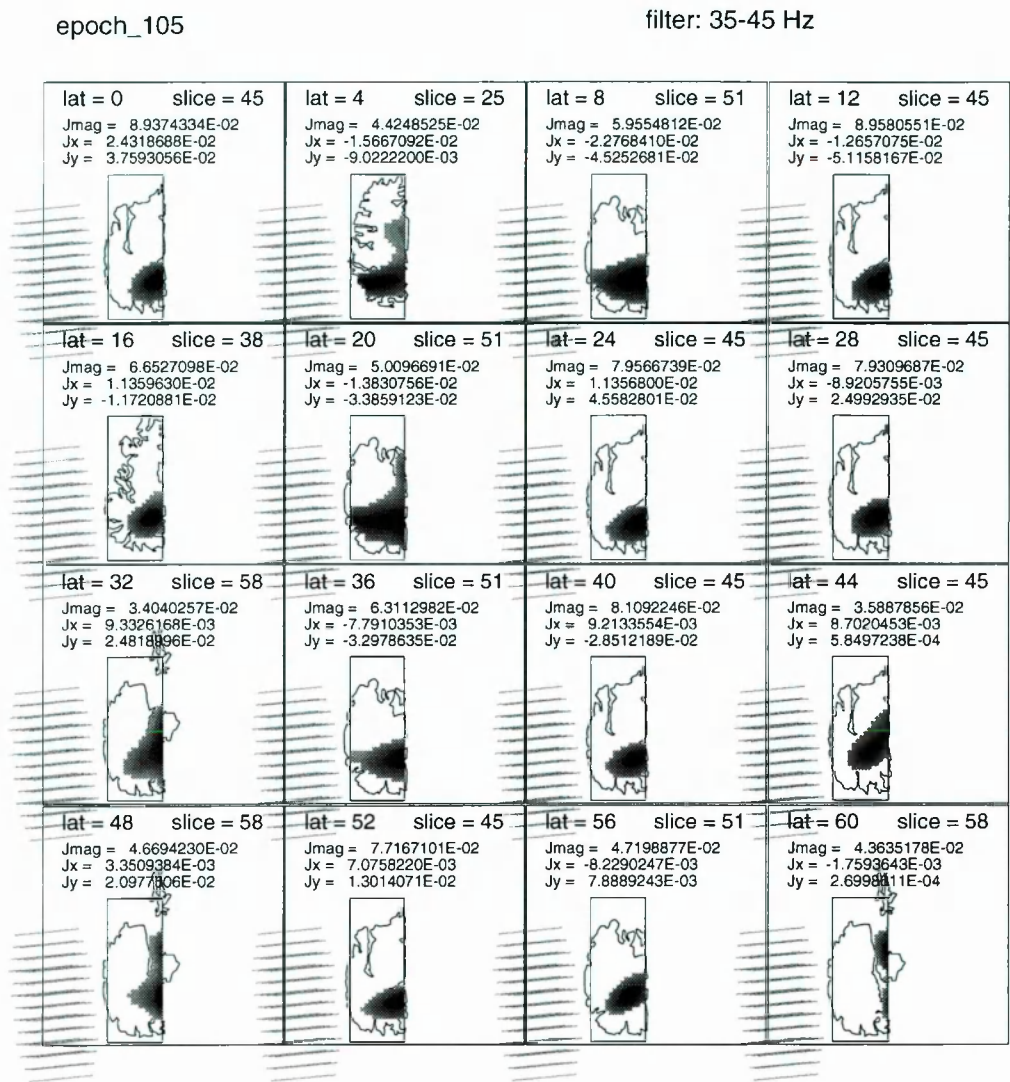 epoch_105 filter: 35-45 Hz
lat = 0 slice = 45
Jmag = 8.9374334E-02
Jx = 2.4318688E-02
Jy = 3.7593056E-02
lat = 4 slice = 25
Jmag = 4.4248525E-02
Jx = -1.5667092E-02
Jy = -9.0222200E-03
lat = 8 slice = 51
Jmag = 5.9554812E-02
Jx = -2.2768410E-02
Jy = -4.5252681E-02
lat = 12 slice = 45
Jmag = 8.9580551E-02
Jx = -1.2657075E-02
Jy = -5.1158167E-02
lat = 16 slice = 38
Jmag = 6.6527098E-02
Jx = 1.1359630E-02
Jy = -1.1720881E-02
lat = 20 slice = 51
Jmag = 5.0096691E-02
Jx = -1.3830756E-02
Jy = -3.3859123E-02
lat = 24 slice = 45
Jmag = 7.9566739E-02
Jx = 1.1356800E-02
Jy = 4.5582801E-02
lat = 28 slice = 45
Jmag = 7.9309687E-02
Jx = -8.9205755E-03
Jy = 2.4992935E-02
lat = 32 slice = 58
Jmag = 3.4040257E-02
Jx = 9.3326168E-03
Jy =
lat = 36 slice = 51
Jmag = 6.3112982E-02
Jx = -7.7910353E-03
Jy = -3.2978635E-02
lat = 40 slice = 45
Jmag = 8.1092246E-02
Jx = 9.2133554E-03
Jy = -2.8512189E-02
lat = 44 slice = 45
Jmag = 3.5887856E-02
Jx = 8.7020453E-03
Jy = 5.8497238E-04
lat = 48 slice = 58
Jmag = 4.6694230E-02
Jx = 3.3509384E-03
Jy =
lat = 52 slice = 45
Jmag = 7.7167101E-02
Jx = 7.0758220E-03
Jy = 1.3014071E-02
lat = 56 slice = 51
Jmag = 4.7198877E-02
Jx = -8.2290247E-03
Jy = 7.8889243E-03
lat = 60 slice = 58
Jmag = 4.3635178E-02
Jx = -1.7593643E-03
Jy =